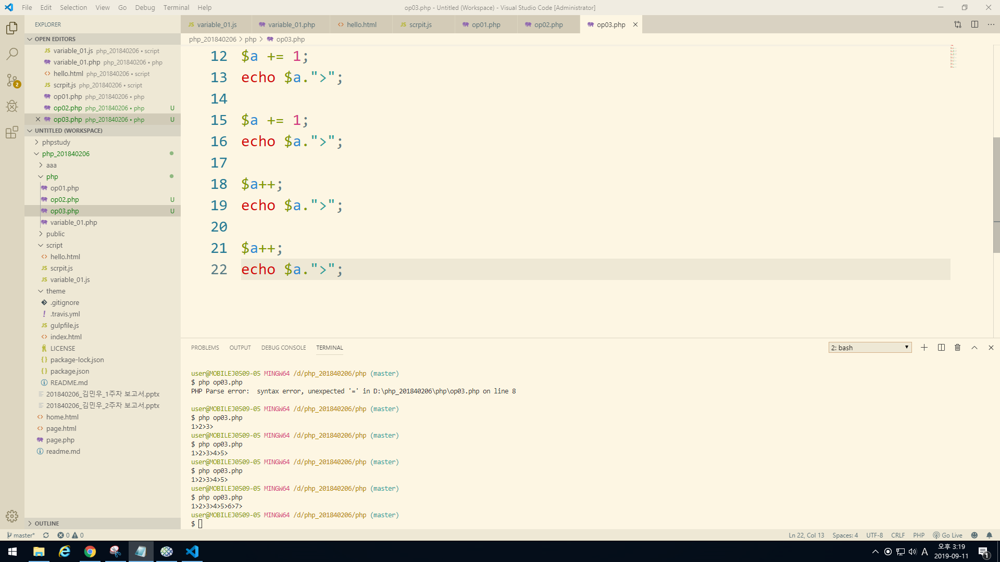 File Edit Selection View Go Debug Terminal Help
op03.php - Untitled (Workspace) - Visual Studio Code [Administrator]
EXPLORER
OPEN EDITORS
JS variable_01.js php_201840206 • script
variable_01.php php_201840206 • php
<> hello.html php_201840206 • script
JS scrpit.js php_201840206 • script
op01.php php_201840206 • php
op02.php php_201840206 • php U
op03.php php_201840206 • php U
UNTITLED (WORKSPACE)
phpstudy
php_201840206
aaa
php
op01.php
op02.php U
op03.php U
variable_01.php
public
script
<> hello.html
JS scrpit.js
JS variable_01.js
theme
.gitignore
! .travis.yml
JS gulpfile.js
<> index.html
LICENSE
{} package-lock.json
{} package.json
README.md
201840206_김민우_1주차 보고서.pptx
201840206_김민우_2주차 보고서.pptx
<> home.html
<> page.html
page.php
readme.md
OUTLINE
2
JS variable_01.js variable_01.php <> hello.html JS scrpit.js op01.php op02.php op03.php
php_201840206 > php > op03.php
12 $a += 1;
13 echo $a.">";
14
15 $a += 1;
16 echo $a.">";
17
18 $a++;
19 echo $a.">";
20
21 $a++;
22 echo $a.">";
PROBLEMS OUTPUT DEBUG CONSOLE TERMINAL
2: bash
user@MOBILEJ0509-05 MINGW64 /d/php_201840206/php (master)
$ php op03.php
PHP Parse error:  syntax error, unexpected '=' in D:\php_201840206\php\op03.php on line 8
user@MOBILEJ0509-05 MINGW64 /d/php_201840206/php (master)
$ php op03.php
1>2>3>
user@MOBILEJ0509-05 MINGW64 /d/php_201840206/php (master)
$ php op03.php
1>2>3>4>5>
user@MOBILEJ0509-05 MINGW64 /d/php_201840206/php (master)
$ php op03.php
1>2>3>4>5>
user@MOBILEJ0509-05 MINGW64 /d/php_201840206/php (master)
$ php op03.php
1>2>3>4>5>6>7>
user@MOBILEJ0509-05 MINGW64 /d/php_201840206/php (master)
$
master* 0 0
Ln 22, Col 13 Spaces: 4 UTF-8 CRLF PHP Go Live
A
오후 3:19
2019-09-11
1